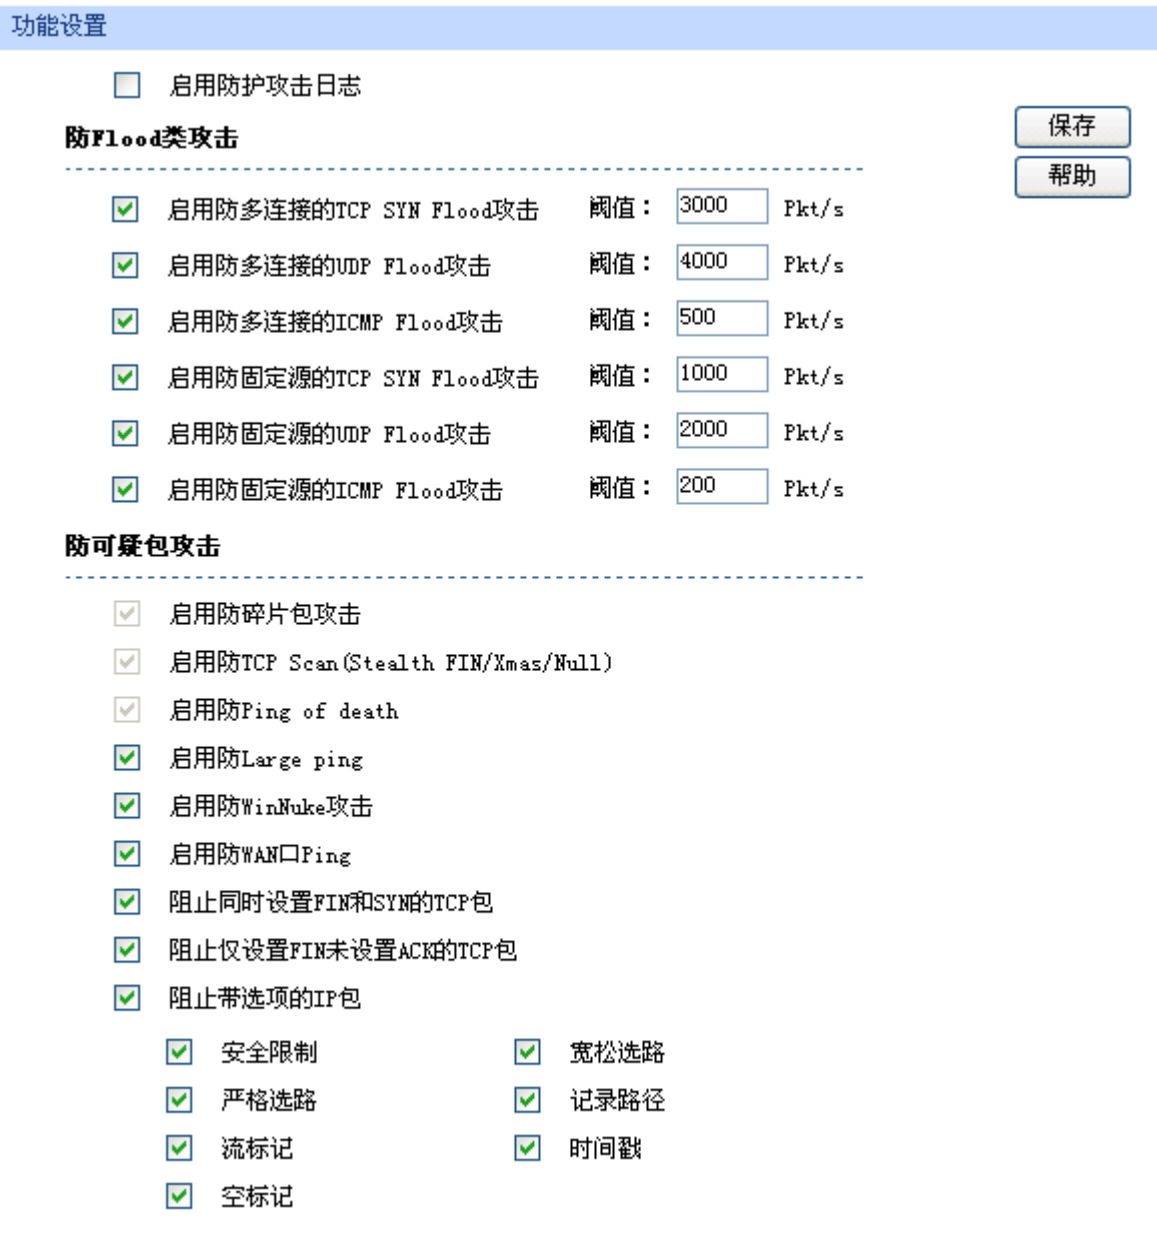 功能设置
启用防护攻击日志
保存
防Flood类攻击
帮助
启用防多连接的TCP SYN Flood攻击 阈值： 3000 Pkt/s
启用防多连接的UDP Flood攻击 阈值： 4000 Pkt/s
启用防多连接的ICMP Flood攻击 阈值： 500 Pkt/s
启用防固定源的TCP SYN Flood攻击 阈值： 1000 Pkt/s
启用防固定源的UDP Flood攻击 阈值： 2000 Pkt/s
启用防固定源的ICMP Flood攻击 阈值： 200 Pkt/s
防可疑包攻击
启用防碎片包攻击
启用防TCP Scan(Stealth FIN/Xmas/Null)
启用防Ping of death
启用防Large ping
启用防WinNuke攻击
启用防WAN口Ping
阻止同时设置FIN和SYN的TCP包
阻止仅设置FIN未设置ACK的TCP包
阻止带选项的IP包
安全限制 宽松选路
严格选路 记录路径
流标记 时间戳
空标记